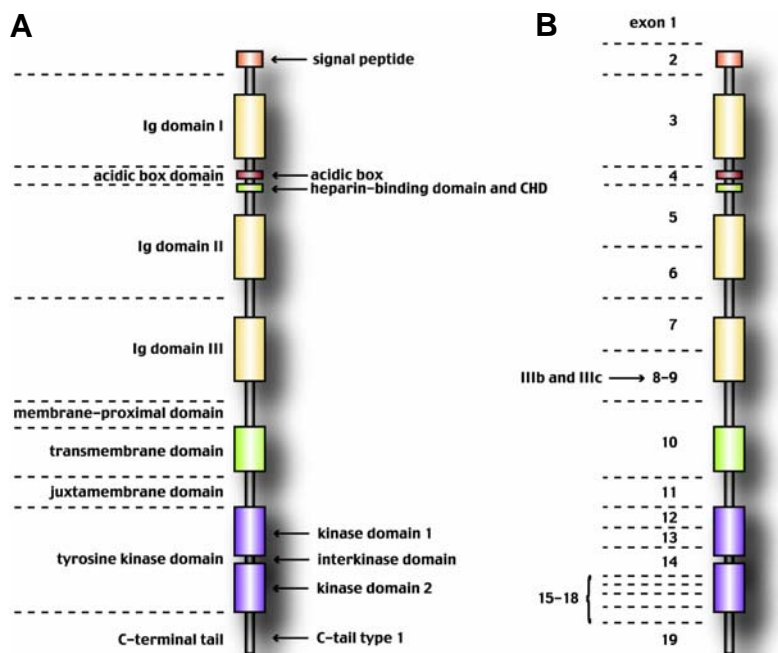 A
signal peptide
Ig domain I
acidic box domain
acidic box
heparin-binding domain and CHD
Ig domain II
Ig domain III
membrane-proximal domain
transmembrane domain
juxtamembrane domain
kinase domain 1
tyrosine kinase domain
interkinase domain
kinase domain 2
C-terminal tail
C-tail type 1
B
exon 1
2
3
4
5
6
7
IIIb and IIIc
8-9
10
11
12
13
14
15-18
19